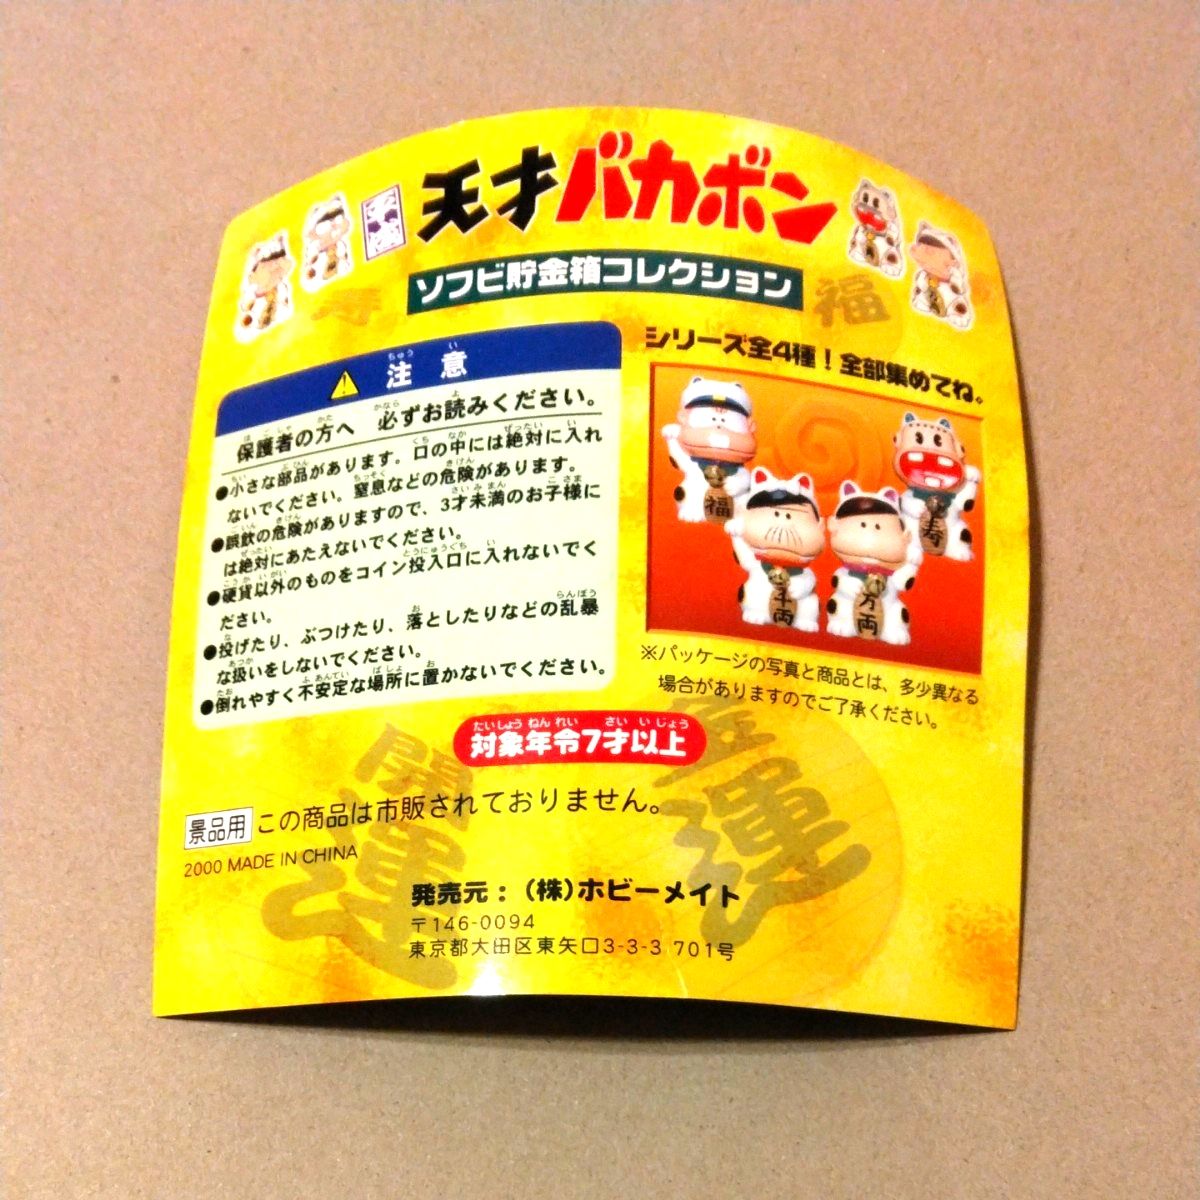 天才バカボン
ソフビ貯金箱コレクション
寿
福
注意
保護者の方へ 必ずお読みください。
●小さな部品があります。口の中には絶対に入れ
ないでください。窒息などの危険があります。
●誤飲の危険がありますので、3才未満のお子様に
は絶対にあたえないでください。
●硬貨以外のものをコイン投入口に入れないでく
ださい。
●投げたり、ぶつけたり、落としたりなどの乱暴
な扱いをしないでください。
●倒れやすく不安定な場所に置かないでください。
シリーズ全4種！全部集めてね。
福
寿
千両
万両
※パッケージの写真と商品とは、多少異なる
場合がありますのでご了承ください。
対象年令7才以上
開運
金運
景品用 この商品は市販されておりません。
2000 MADE IN CHINA
発売元：(株)ホビーメイト
〒146-0094
東京都大田区東矢口3-3-3 701号